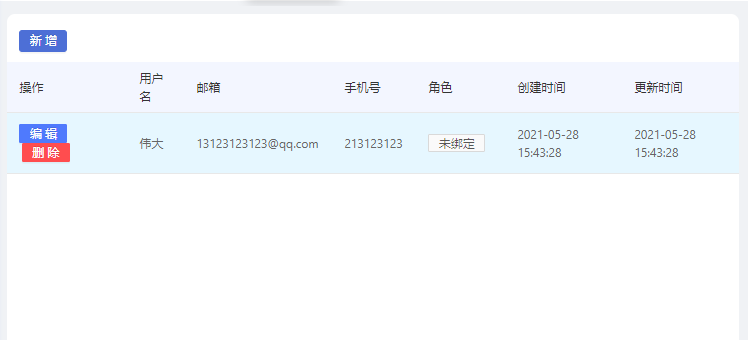 新增
操作 用户名 邮箱 手机号 角色 创建时间 更新时间
编辑 伟大 13123123123@qq.com 213123123 未绑定 2021-05-28 15:43:28 2021-05-28 15:43:28
删除